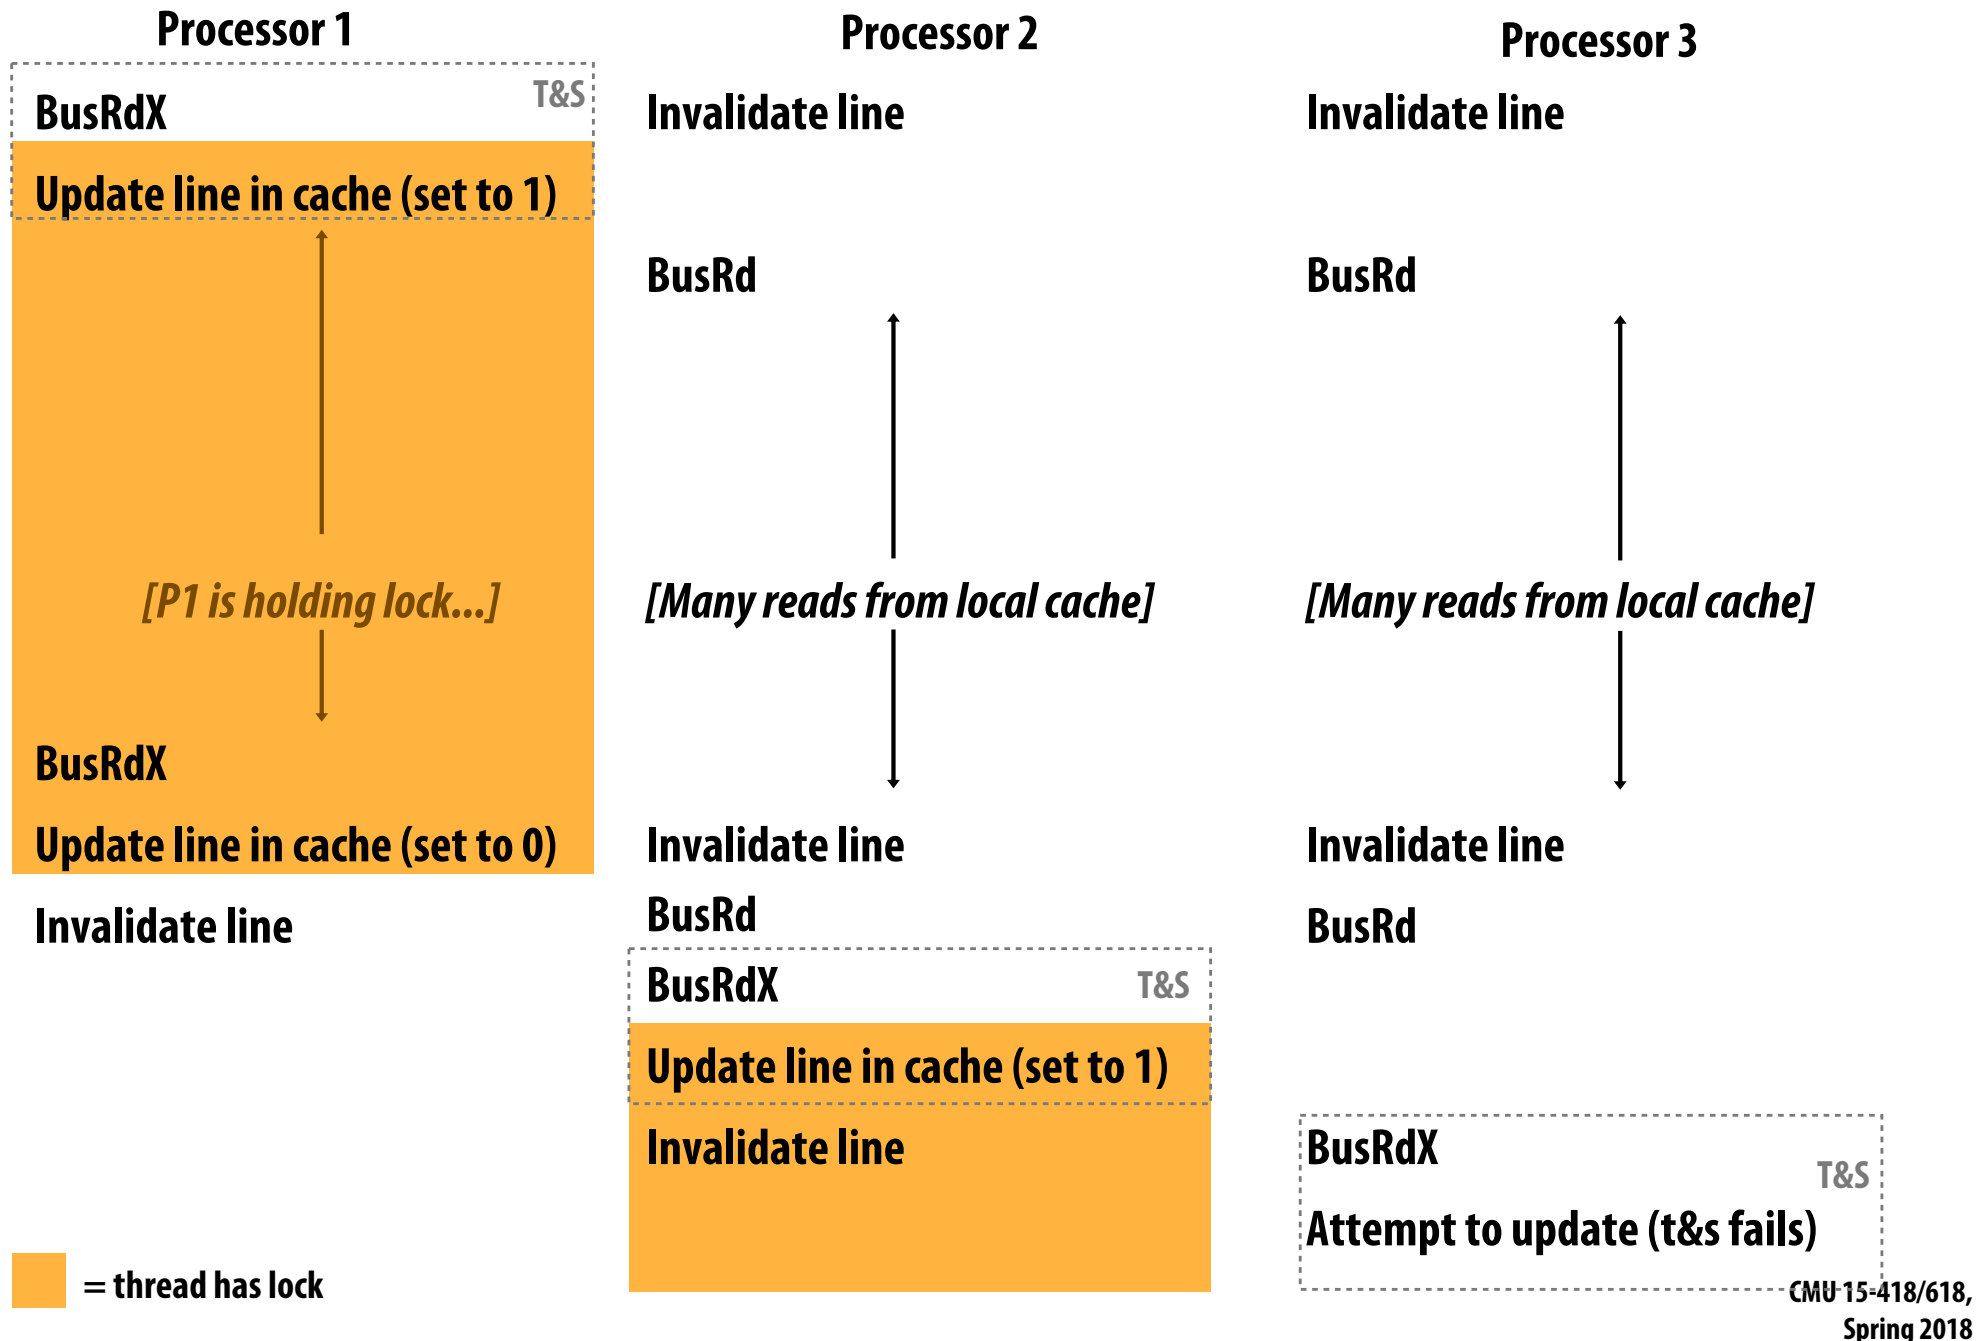 Processor 1
BusRdX
T&S
Update line in cache (set to 1)
[P1 is holding lock...]
BusRdX
Update line in cache (set to 0)
Invalidate line
Processor 2
Invalidate line
BusRd
[Many reads from local cache]
Invalidate line
BusRd
BusRdX
T&S
Update line in cache (set to 1)
Invalidate line
Processor 3
Invalidate line
BusRd
[Many reads from local cache]
Invalidate line
BusRd
BusRdX
T&S
Attempt to update (t&s fails)
= thread has lock
CMU 15-418/618,
Spring 2018